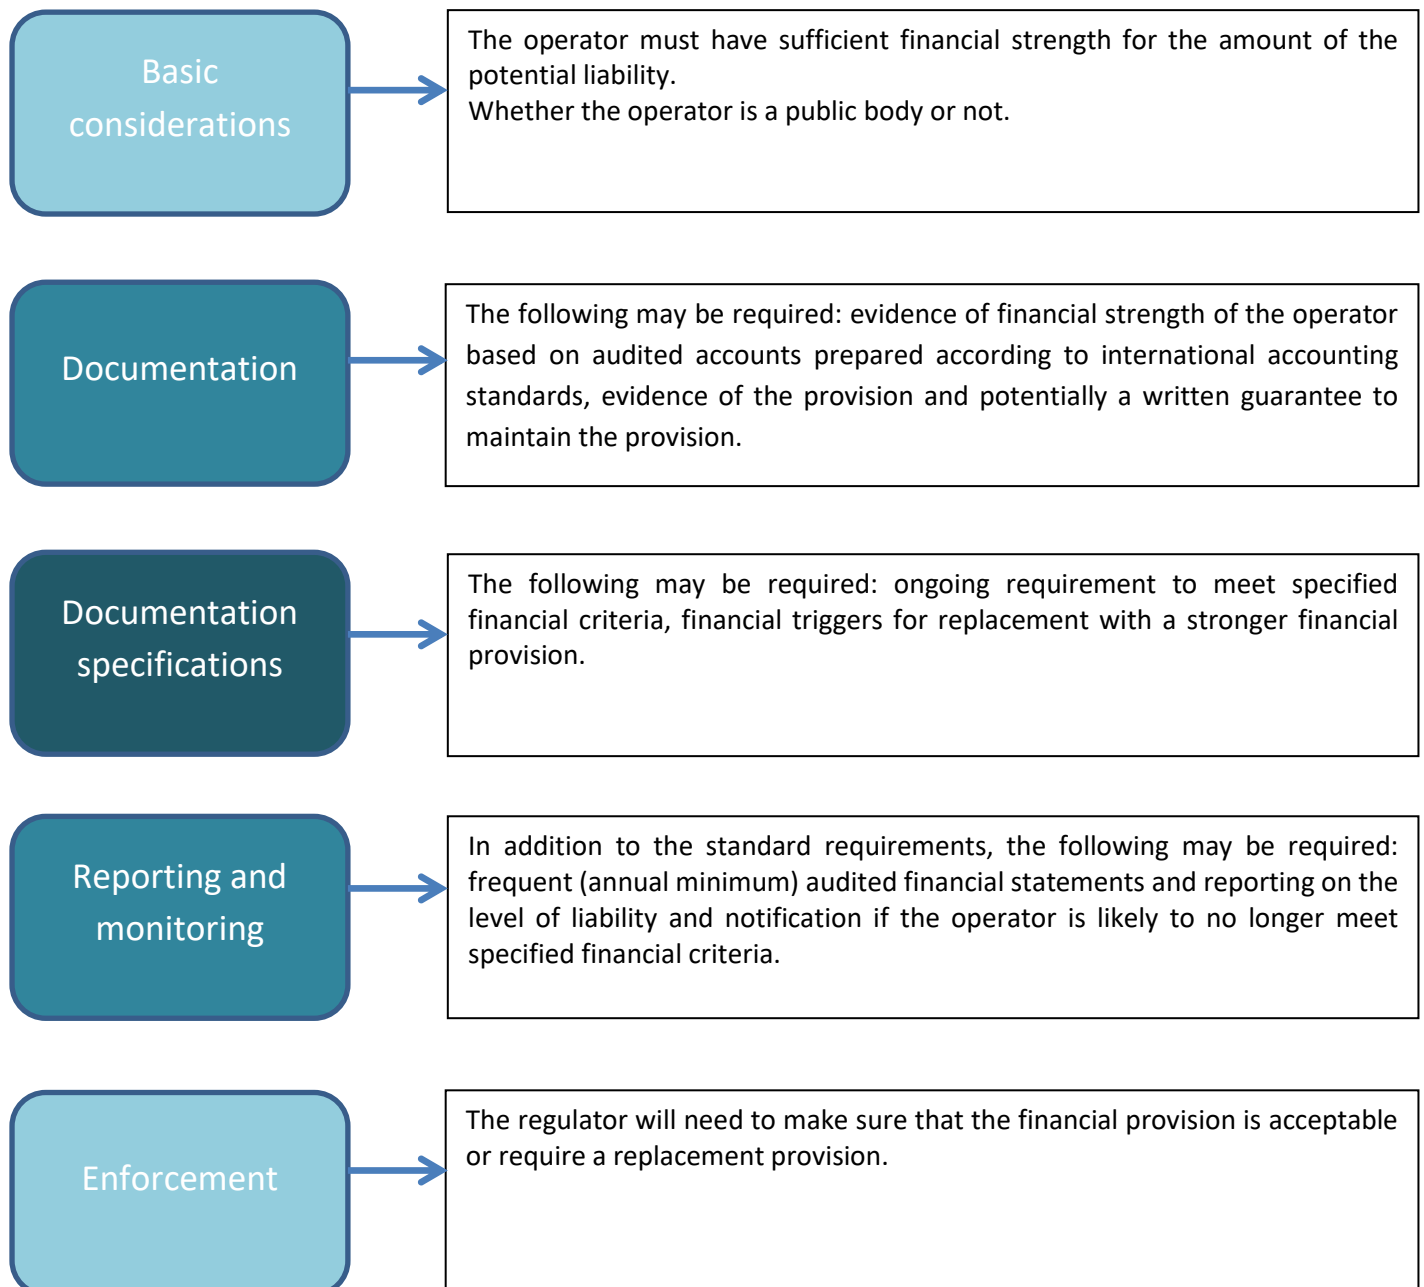 Basic
considerations
The operator must have sufficient financial strength for the amount of the
potential liability.
Whether the operator is a public body or not.
Documentation
The following may be required: evidence of financial strength of the operator
based on audited accounts prepared according to international accounting
standards, evidence of the provision and potentially a written guarantee to
maintain the provision.
Documentation
specifications
The following may be required: ongoing requirement to meet specified
financial criteria, financial triggers for replacement with a stronger financial
provision.
Reporting and
monitoring
In addition to the standard requirements, the following may be required:
frequent (annual minimum) audited financial statements and reporting on the
level of liability and notification if the operator is likely to no longer meet
specified financial criteria.
Enforcement
The regulator will need to make sure that the financial provision is acceptable
or require a replacement provision.